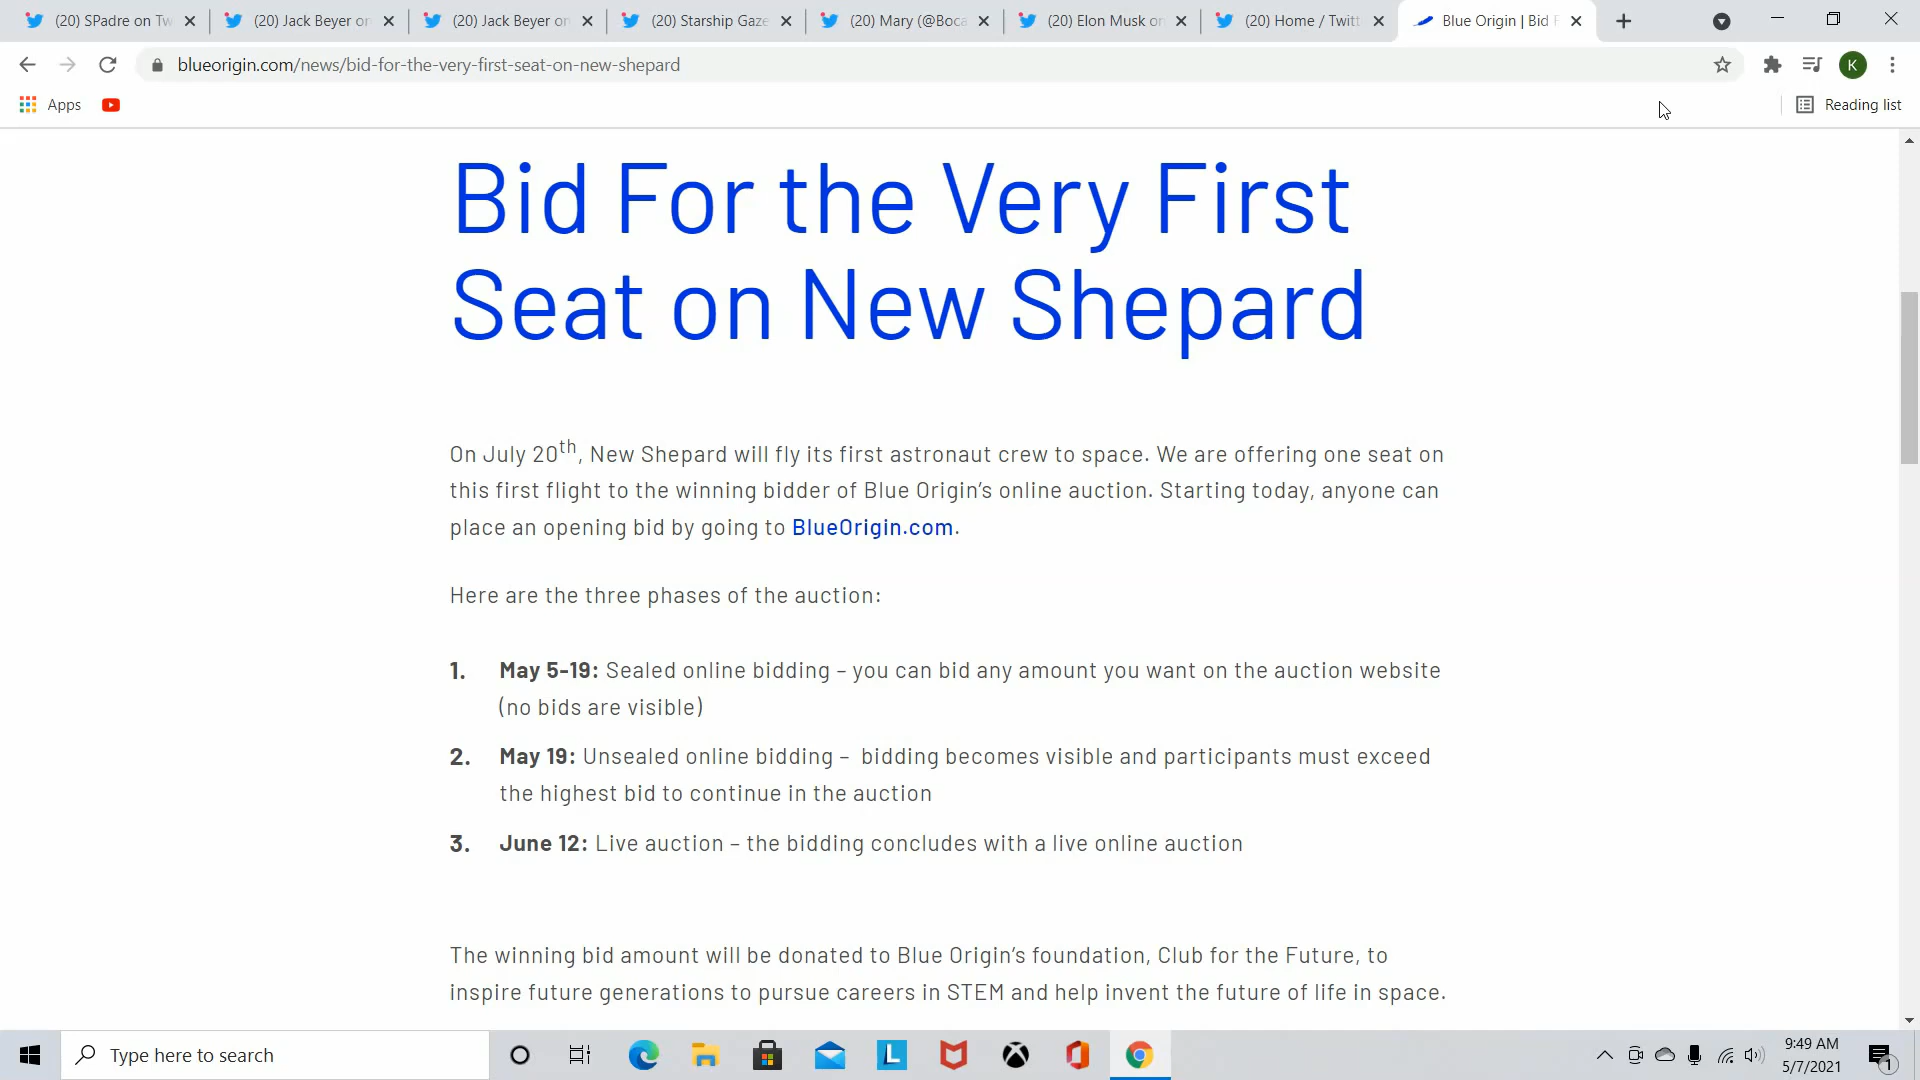 (20) SPadre on Tw
(20) Jack Beyer on
(20) Jack Beyer on
(20) Starship Gaze
(20) Mary (@Boca
(20) Elon Musk on
(20) Home / Twitt
Blue Origin | Bid F
blueorigin.com/news/bid-for-the-very-first-seat-on-new-shepard
K
Apps
Reading list
Bid For the Very First
Seat on New Shepard
On July 20th, New Shepard will fly its first astronaut crew to space. We are offering one seat on
this first flight to the winning bidder of Blue Origin’s online auction. Starting today, anyone can
place an opening bid by going to BlueOrigin.com.
Here are the three phases of the auction:
1. May 5-19: Sealed online bidding – you can bid any amount you want on the auction website
(no bids are visible)
2. May 19: Unsealed online bidding – bidding becomes visible and participants must exceed
the highest bid to continue in the auction
3. June 12: Live auction – the bidding concludes with a live online auction
The winning bid amount will be donated to Blue Origin’s foundation, Club for the Future, to
inspire future generations to pursue careers in STEM and help invent the future of life in space.
Type here to search
L
9:49 AM
5/7/2021
1